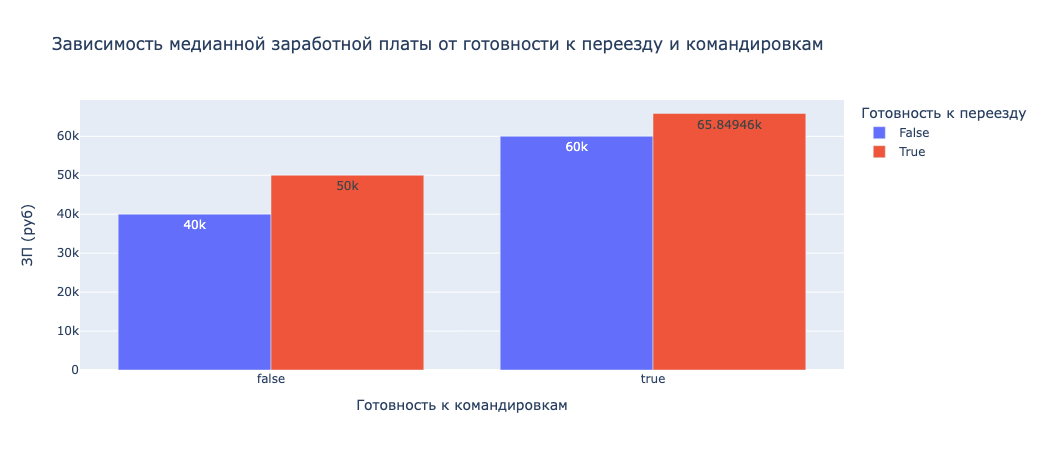 Зависимость медианной заработной платы от готовности к переезду и командировкам
Готовность к переезду
False
True
ЗП (руб)
60k
50k
40k
30k
20k
10k
0
40k
50k
60k
65.84946k
false
true
Готовность к командировкам